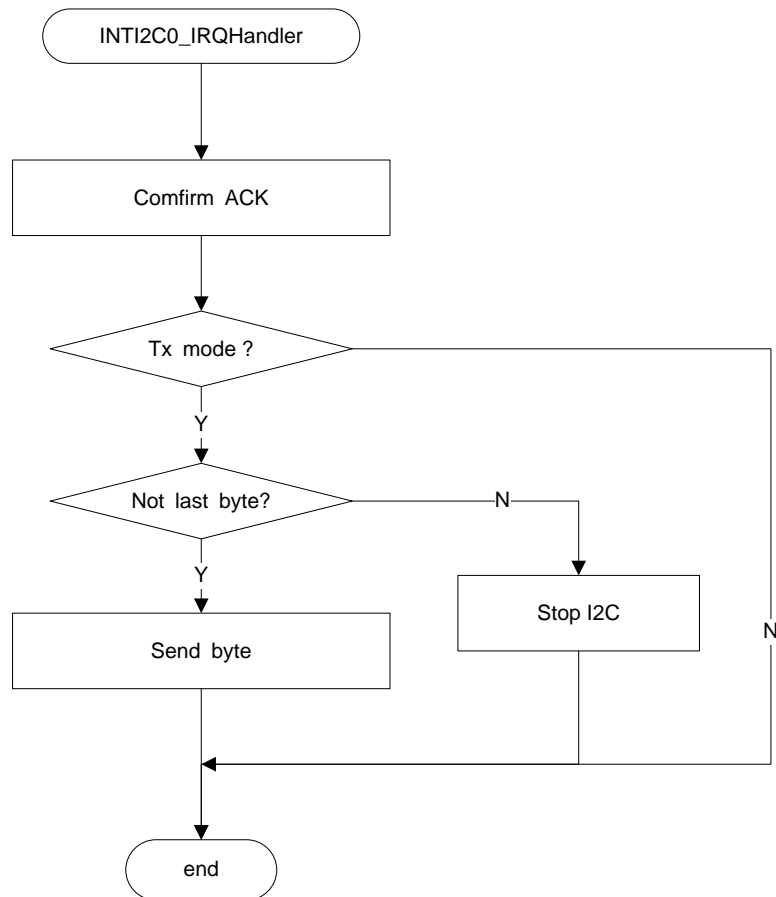 INTI2C0_IRQHandler
Comfirm ACK
Tx mode ?
Y
Not last byte?
N
Y
Stop I2C
N
Send byte
end